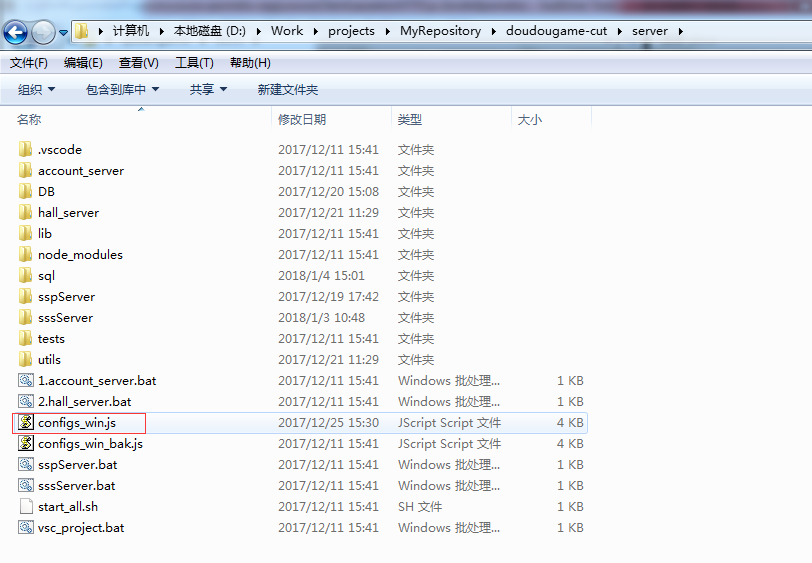 计算机 本地磁盘 (D:) Work projects MyRepository doudougame-cut server
文件(F) 编辑(E) 查看(V) 工具(T) 帮助(H)
组织 包含到库中 共享 新建文件夹
名称 修改日期 类型 大小
.vscode 2017/12/11 15:41 文件夹
account_server 2017/12/11 15:41 文件夹
DB 2017/12/20 15:08 文件夹
hall_server 2017/12/21 11:29 文件夹
lib 2017/12/11 15:41 文件夹
node_modules 2017/12/11 15:41 文件夹
sql 2018/1/4 15:01 文件夹
sspServer 2017/12/19 17:42 文件夹
sssServer 2018/1/3 10:48 文件夹
tests 2017/12/11 15:41 文件夹
utils 2017/12/21 11:29 文件夹
1.account_server.bat 2017/12/11 15:41 Windows 批处理... 1 KB
2.hall_server.bat 2017/12/11 15:41 Windows 批处理... 1 KB
configs_win.js 2017/12/25 15:30 JScript Script 文件 4 KB
configs_win_bak.js 2017/12/11 15:41 JScript Script 文件 4 KB
sspServer.bat 2017/12/11 15:41 Windows 批处理... 1 KB
sssServer.bat 2017/12/11 15:41 Windows 批处理... 1 KB
start_all.sh 2017/12/11 15:41 SH 文件 1 KB
vsc_project.bat 2017/12/11 15:41 Windows 批处理... 1 KB